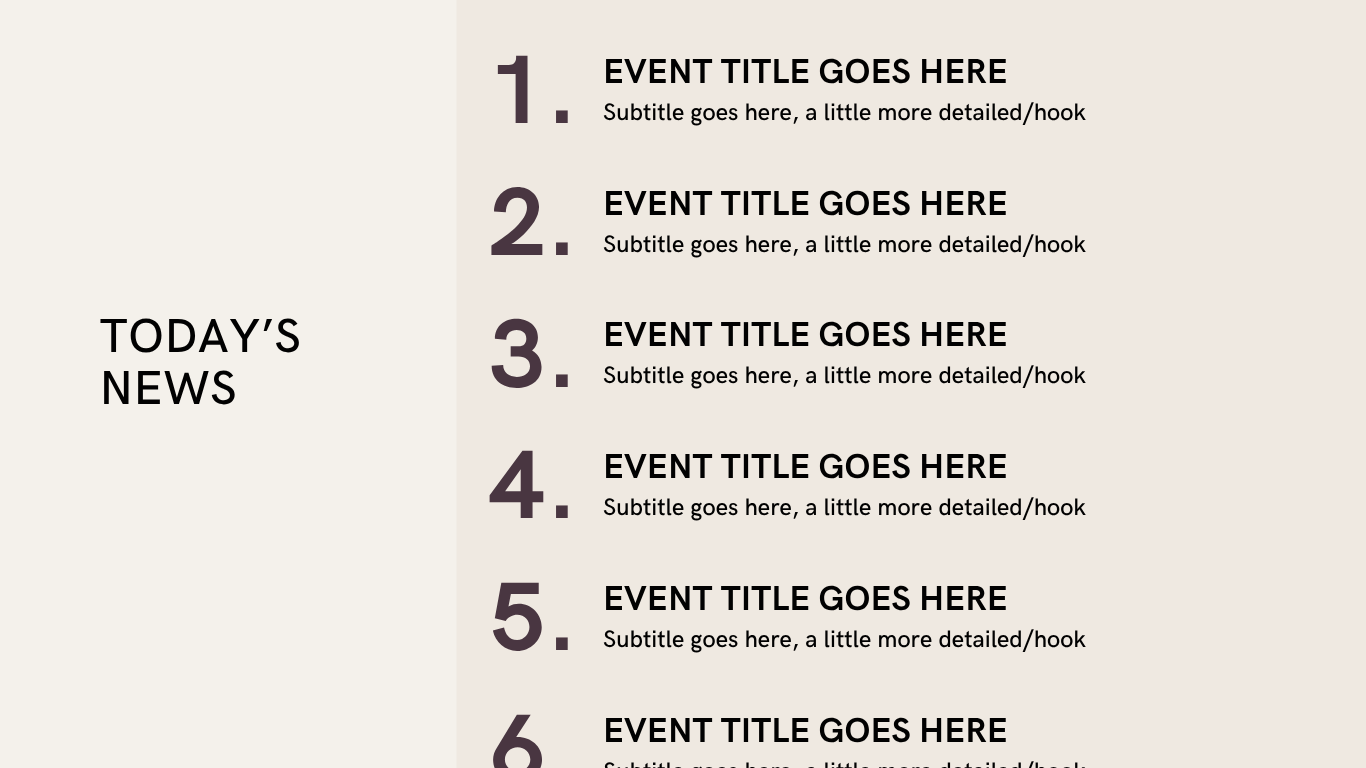 TODAY’S
NEWS
1.
EVENT TITLE GOES HERE
Subtitle goes here, a little more detailed/hook
2.
EVENT TITLE GOES HERE
Subtitle goes here, a little more detailed/hook
3.
EVENT TITLE GOES HERE
Subtitle goes here, a little more detailed/hook
4.
EVENT TITLE GOES HERE
Subtitle goes here, a little more detailed/hook
5.
EVENT TITLE GOES HERE
Subtitle goes here, a little more detailed/hook
6
EVENT TITLE GOES HERE